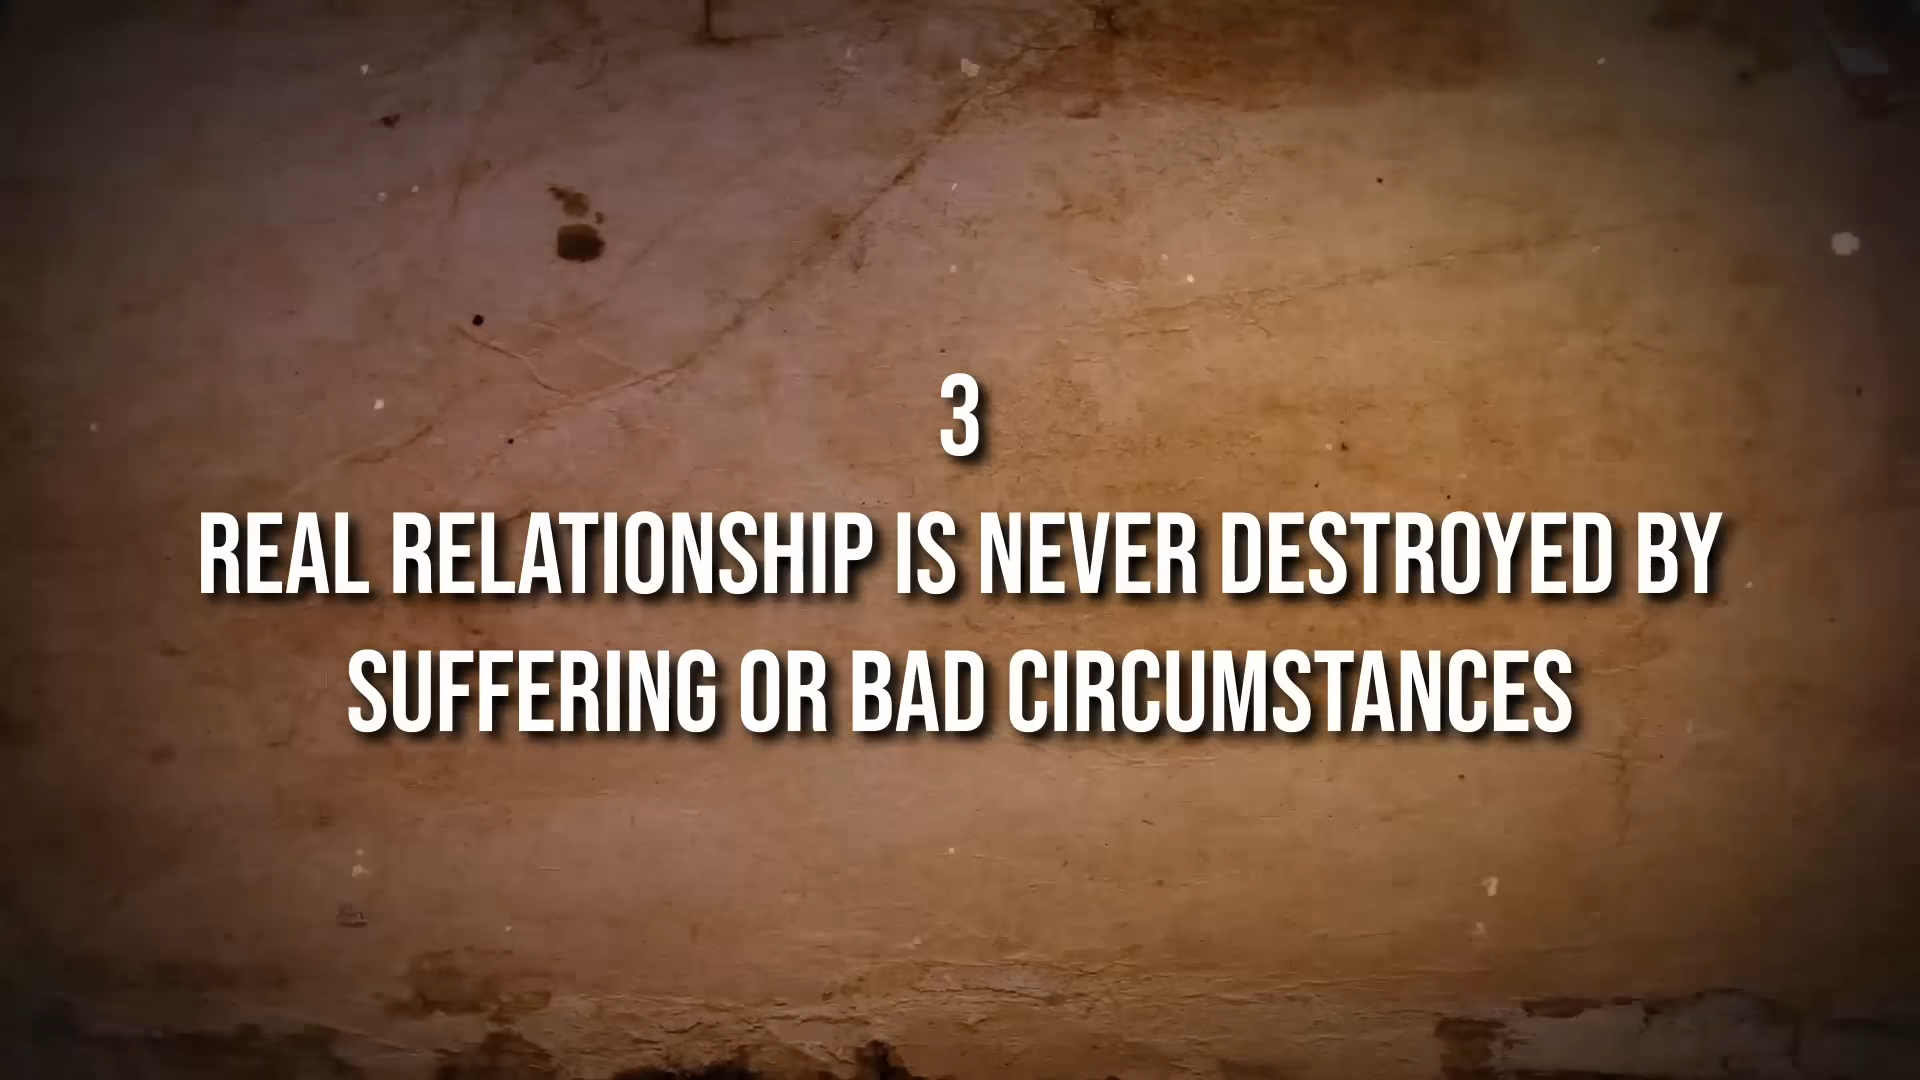 3
REAL RELATIONSHIP IS NEVER DESTROYED BY
SUFFERING OR BAD CIRCUMSTANCES